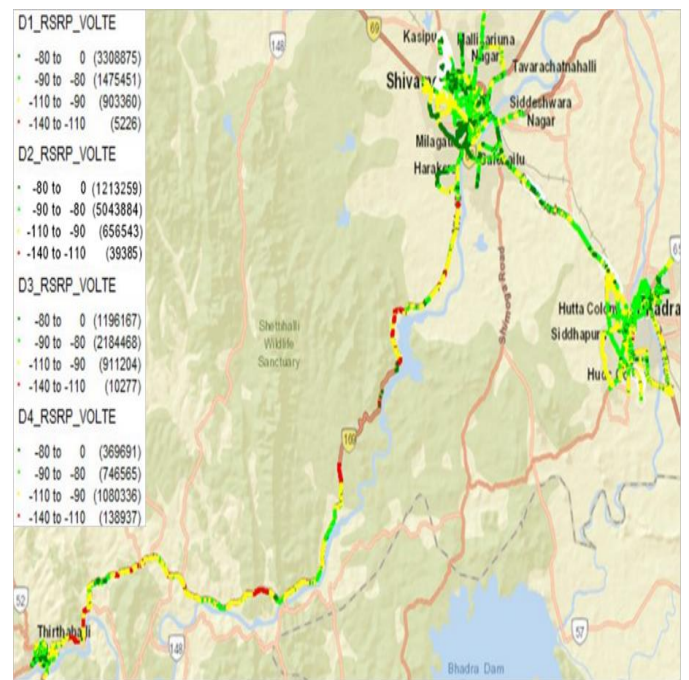 D1_RSRP_VOLTE
-80 to 0 (3308875)
-90 to -80 (1475451)
-110 to -90 (903360)
-140 to -110 (5226)
D2_RSRP_VOLTE
-80 to 0 (1213259)
-90 to -80 (5043884)
-110 to -90 (656543)
-140 to -110 (39385)
D3_RSRP_VOLTE
-80 to 0 (1196167)
-90 to -80 (2184468)
-110 to -90 (911204)
-140 to -110 (10277)
D4_RSRP_VOLTE
-80 to 0 (369691)
-90 to -80 (746565)
-110 to -90 (1080336)
-140 to -110 (138937)
69
148
Kasipu
Nagar
Tavarachatnahalli
Siddeshwara
Nagar
Milagat
Shimoga Road
65
Hutta Colon
Siddhapur
Shettihalli
Wildlife
Sanctuary
169
52
148
57
Bhadra Dam